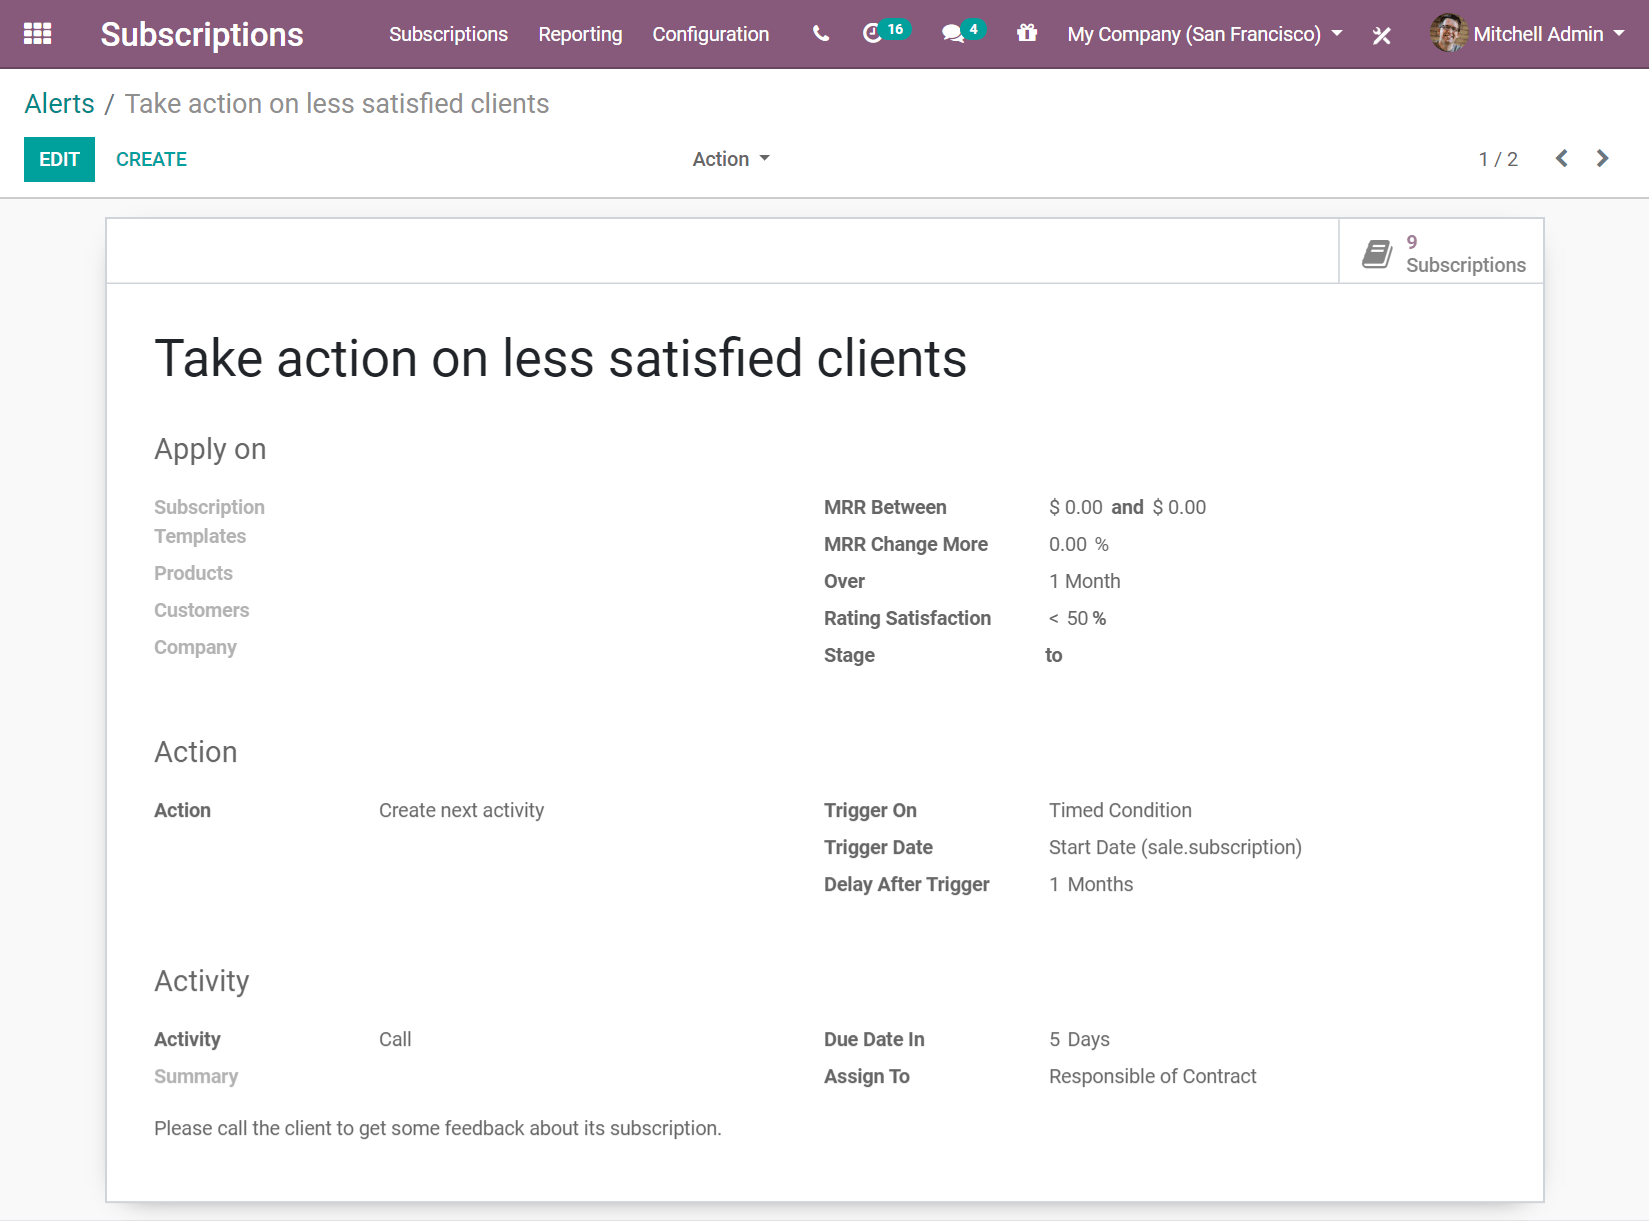 Subscriptions
Subscriptions Reporting Configuration 16 4 My Company (San Francisco) Mitchell Admin
Alerts / Take action on less satisfied clients
EDIT CREATE Action 1 / 2
9
Subscriptions
Take action on less satisfied clients
Apply on
Subscription
Templates
Products
Customers
Company
MRR Between $ 0.00 and $ 0.00
MRR Change More 0.00 %
Over 1 Month
Rating Satisfaction < 50 %
Stage to
Action
Action Create next activity
Trigger On Timed Condition
Trigger Date Start Date (sale.subscription)
Delay After Trigger 1 Months
Activity
Activity Call
Summary
Due Date In 5 Days
Assign To Responsible of Contract
Please call the client to get some feedback about its subscription.